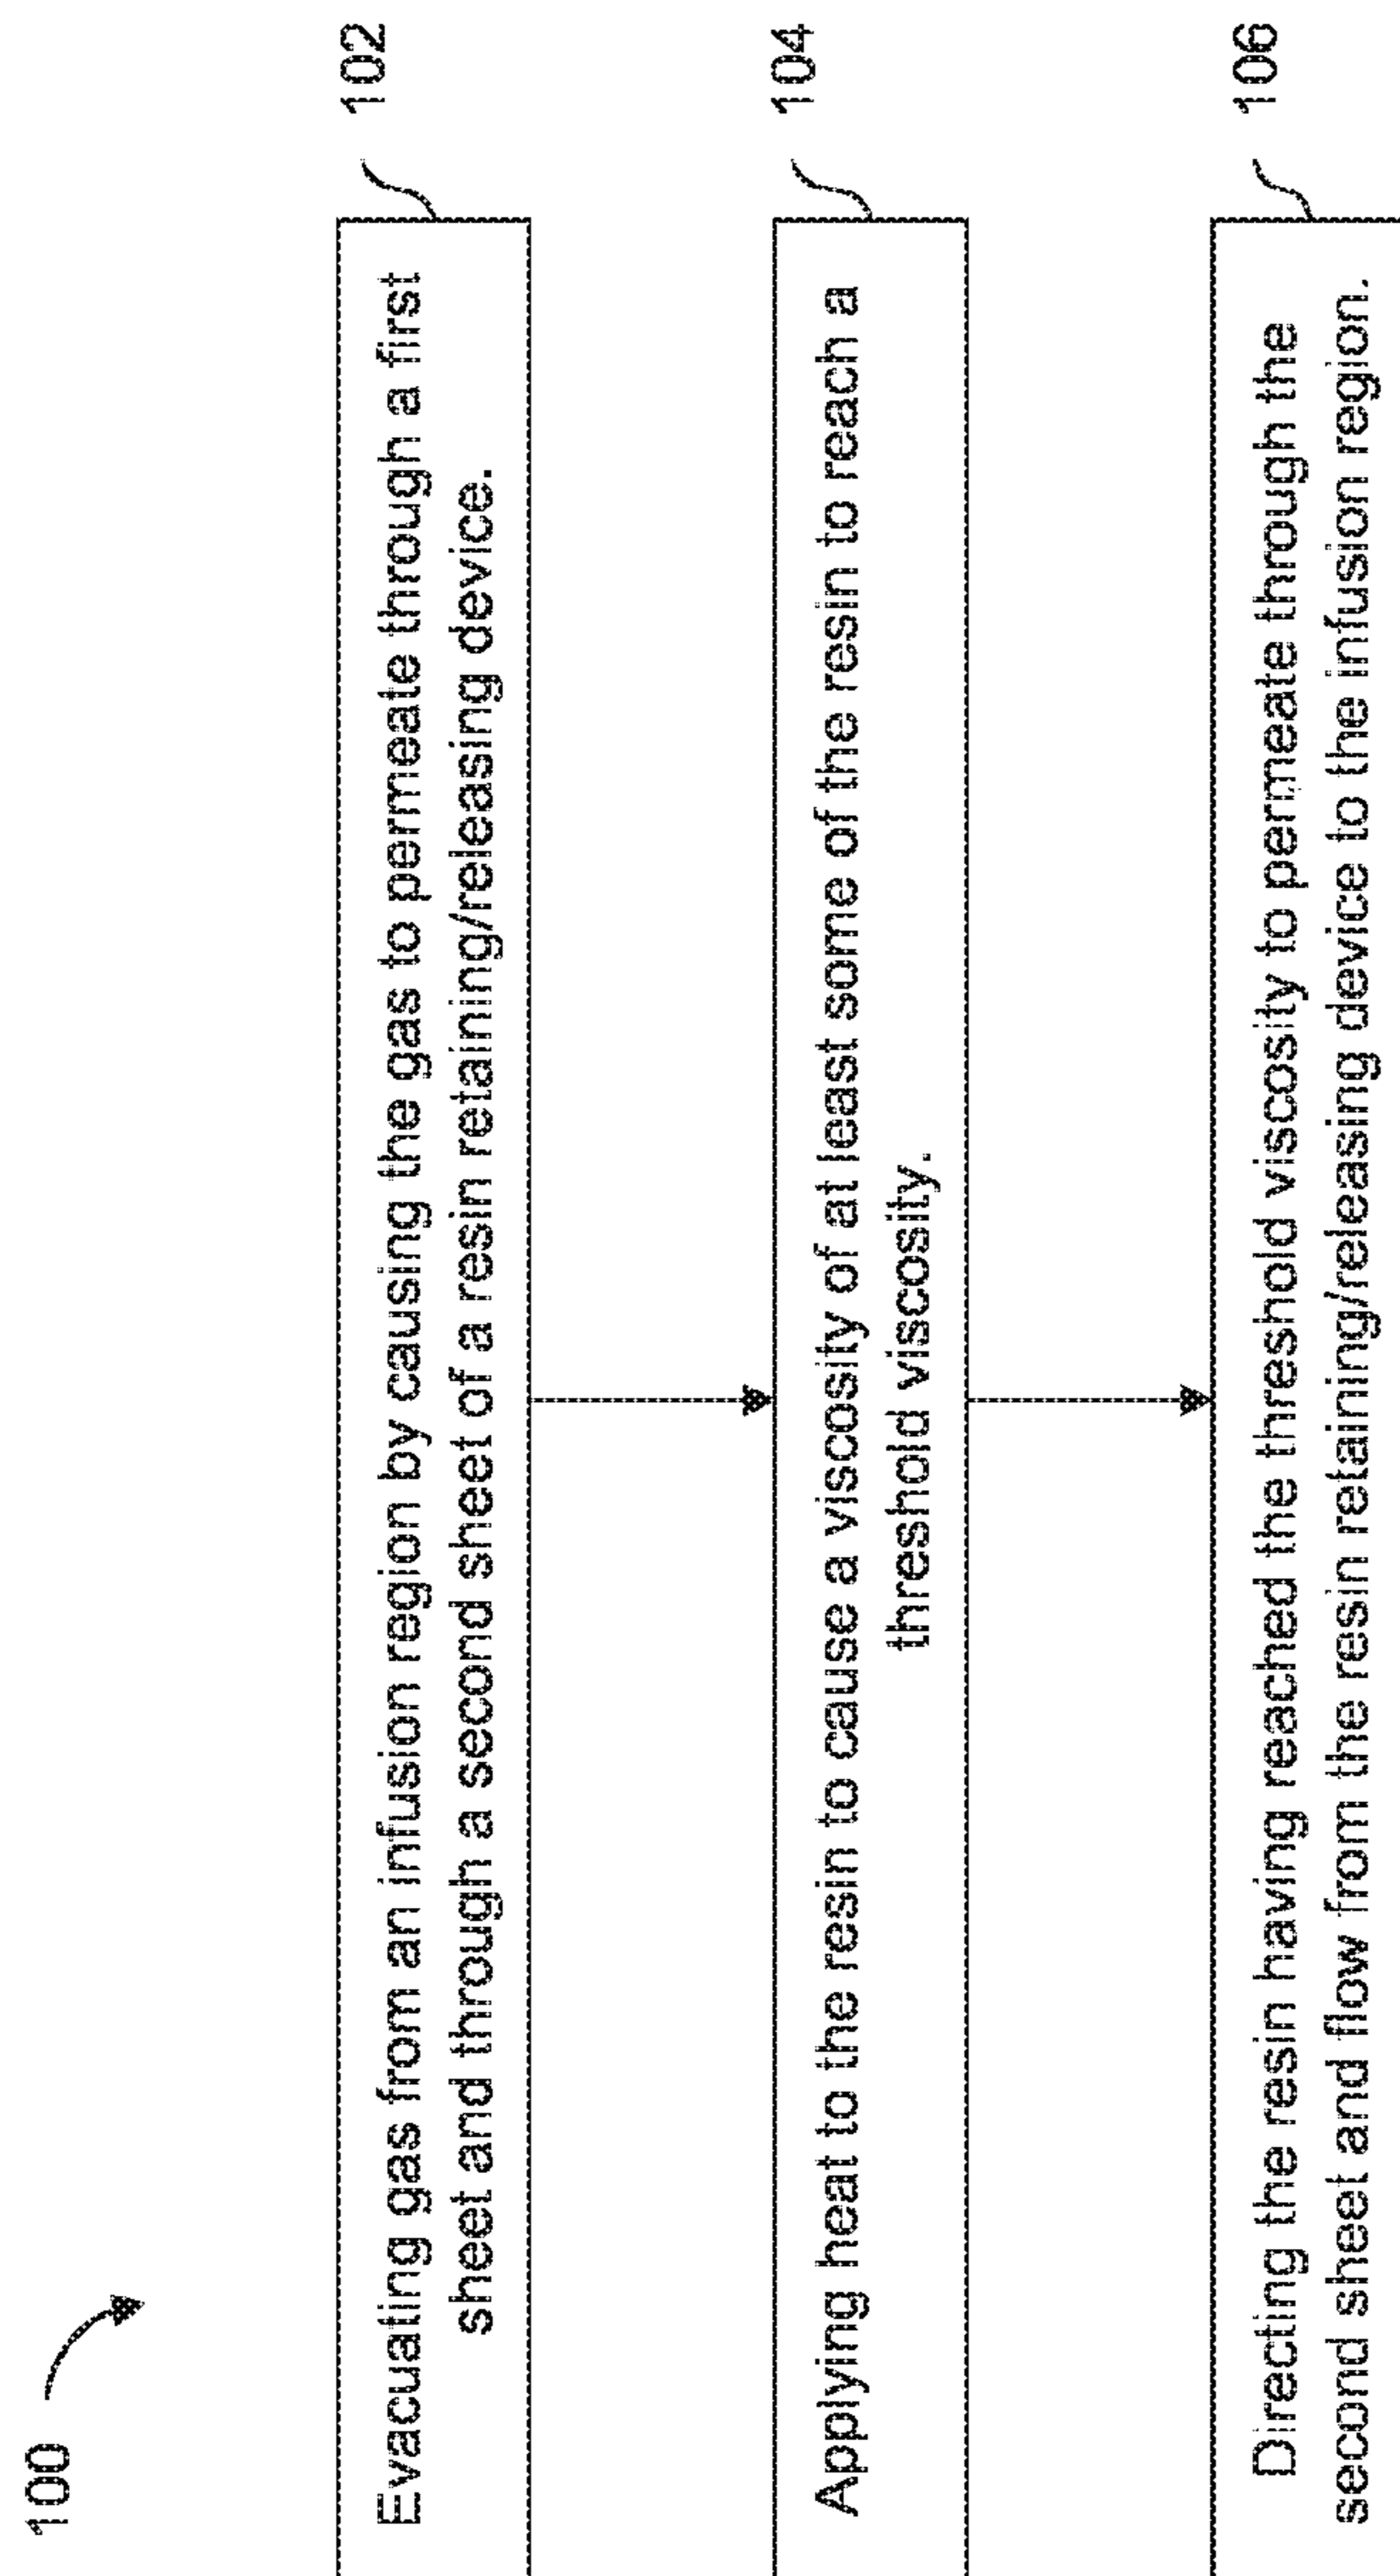 100
102
Evacuating gas from an infusion region by causing the gas to permeate through a first
sheet and through a second sheet of a resin retaining/releasing device.
104
Applying heat to the resin to cause a viscosity of at least some of the resin to reach a
threshold viscosity.
106
Directing the resin having reached the threshold viscosity to permeate through the
second sheet and flow from the resin retaining/releasing device to the infusion region.